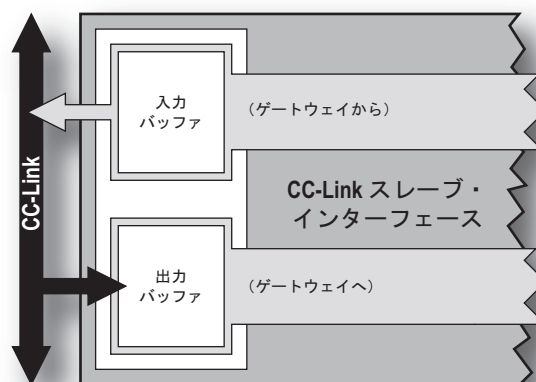 CC-Link
入力
バッファ
（ゲートウェイから）
CC-Link スレーブ・
インターフェース
出力
バッファ
（ゲートウェイへ）